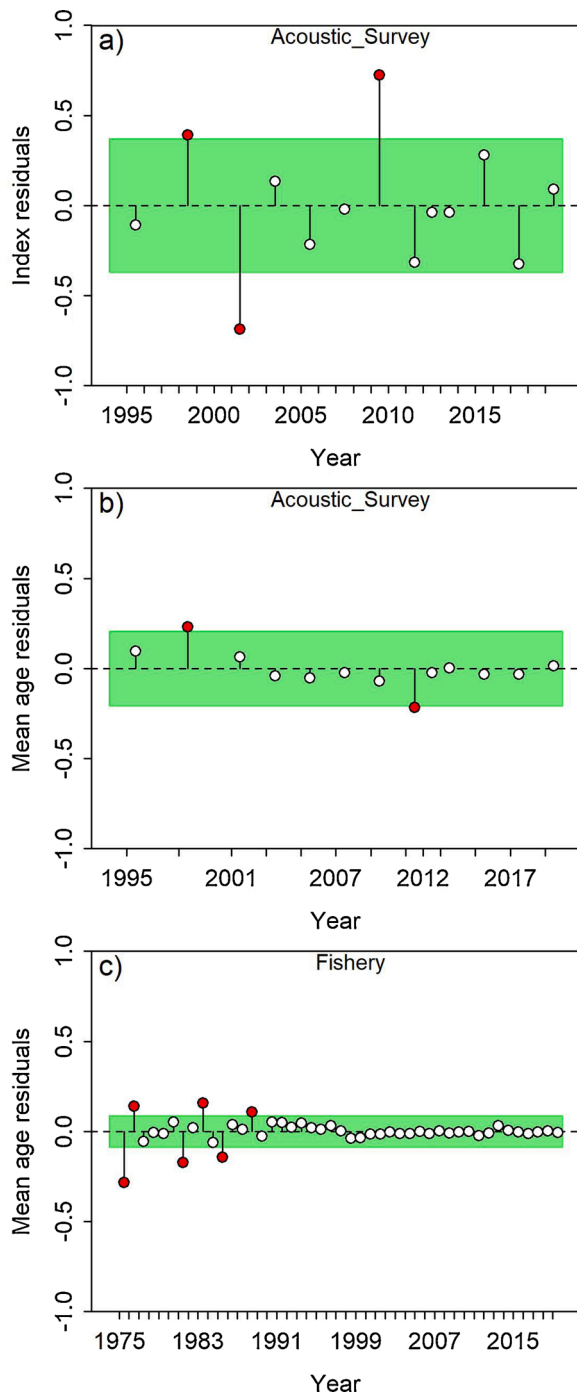 a)
Acoustic_Survey
1.0
0.5
0.0
-0.5
-1.0
Index residuals
1995 2000 2005 2010 2015
Year
b)
Acoustic_Survey
1.0
0.5
0.0
-0.5
-1.0
Mean age residuals
1995 2001 2007 2012 2017
Year
c)
Fishery
1.0
0.5
0.0
-0.5
-1.0
Mean age residuals
1975 1983 1991 1999 2007 2015
Year